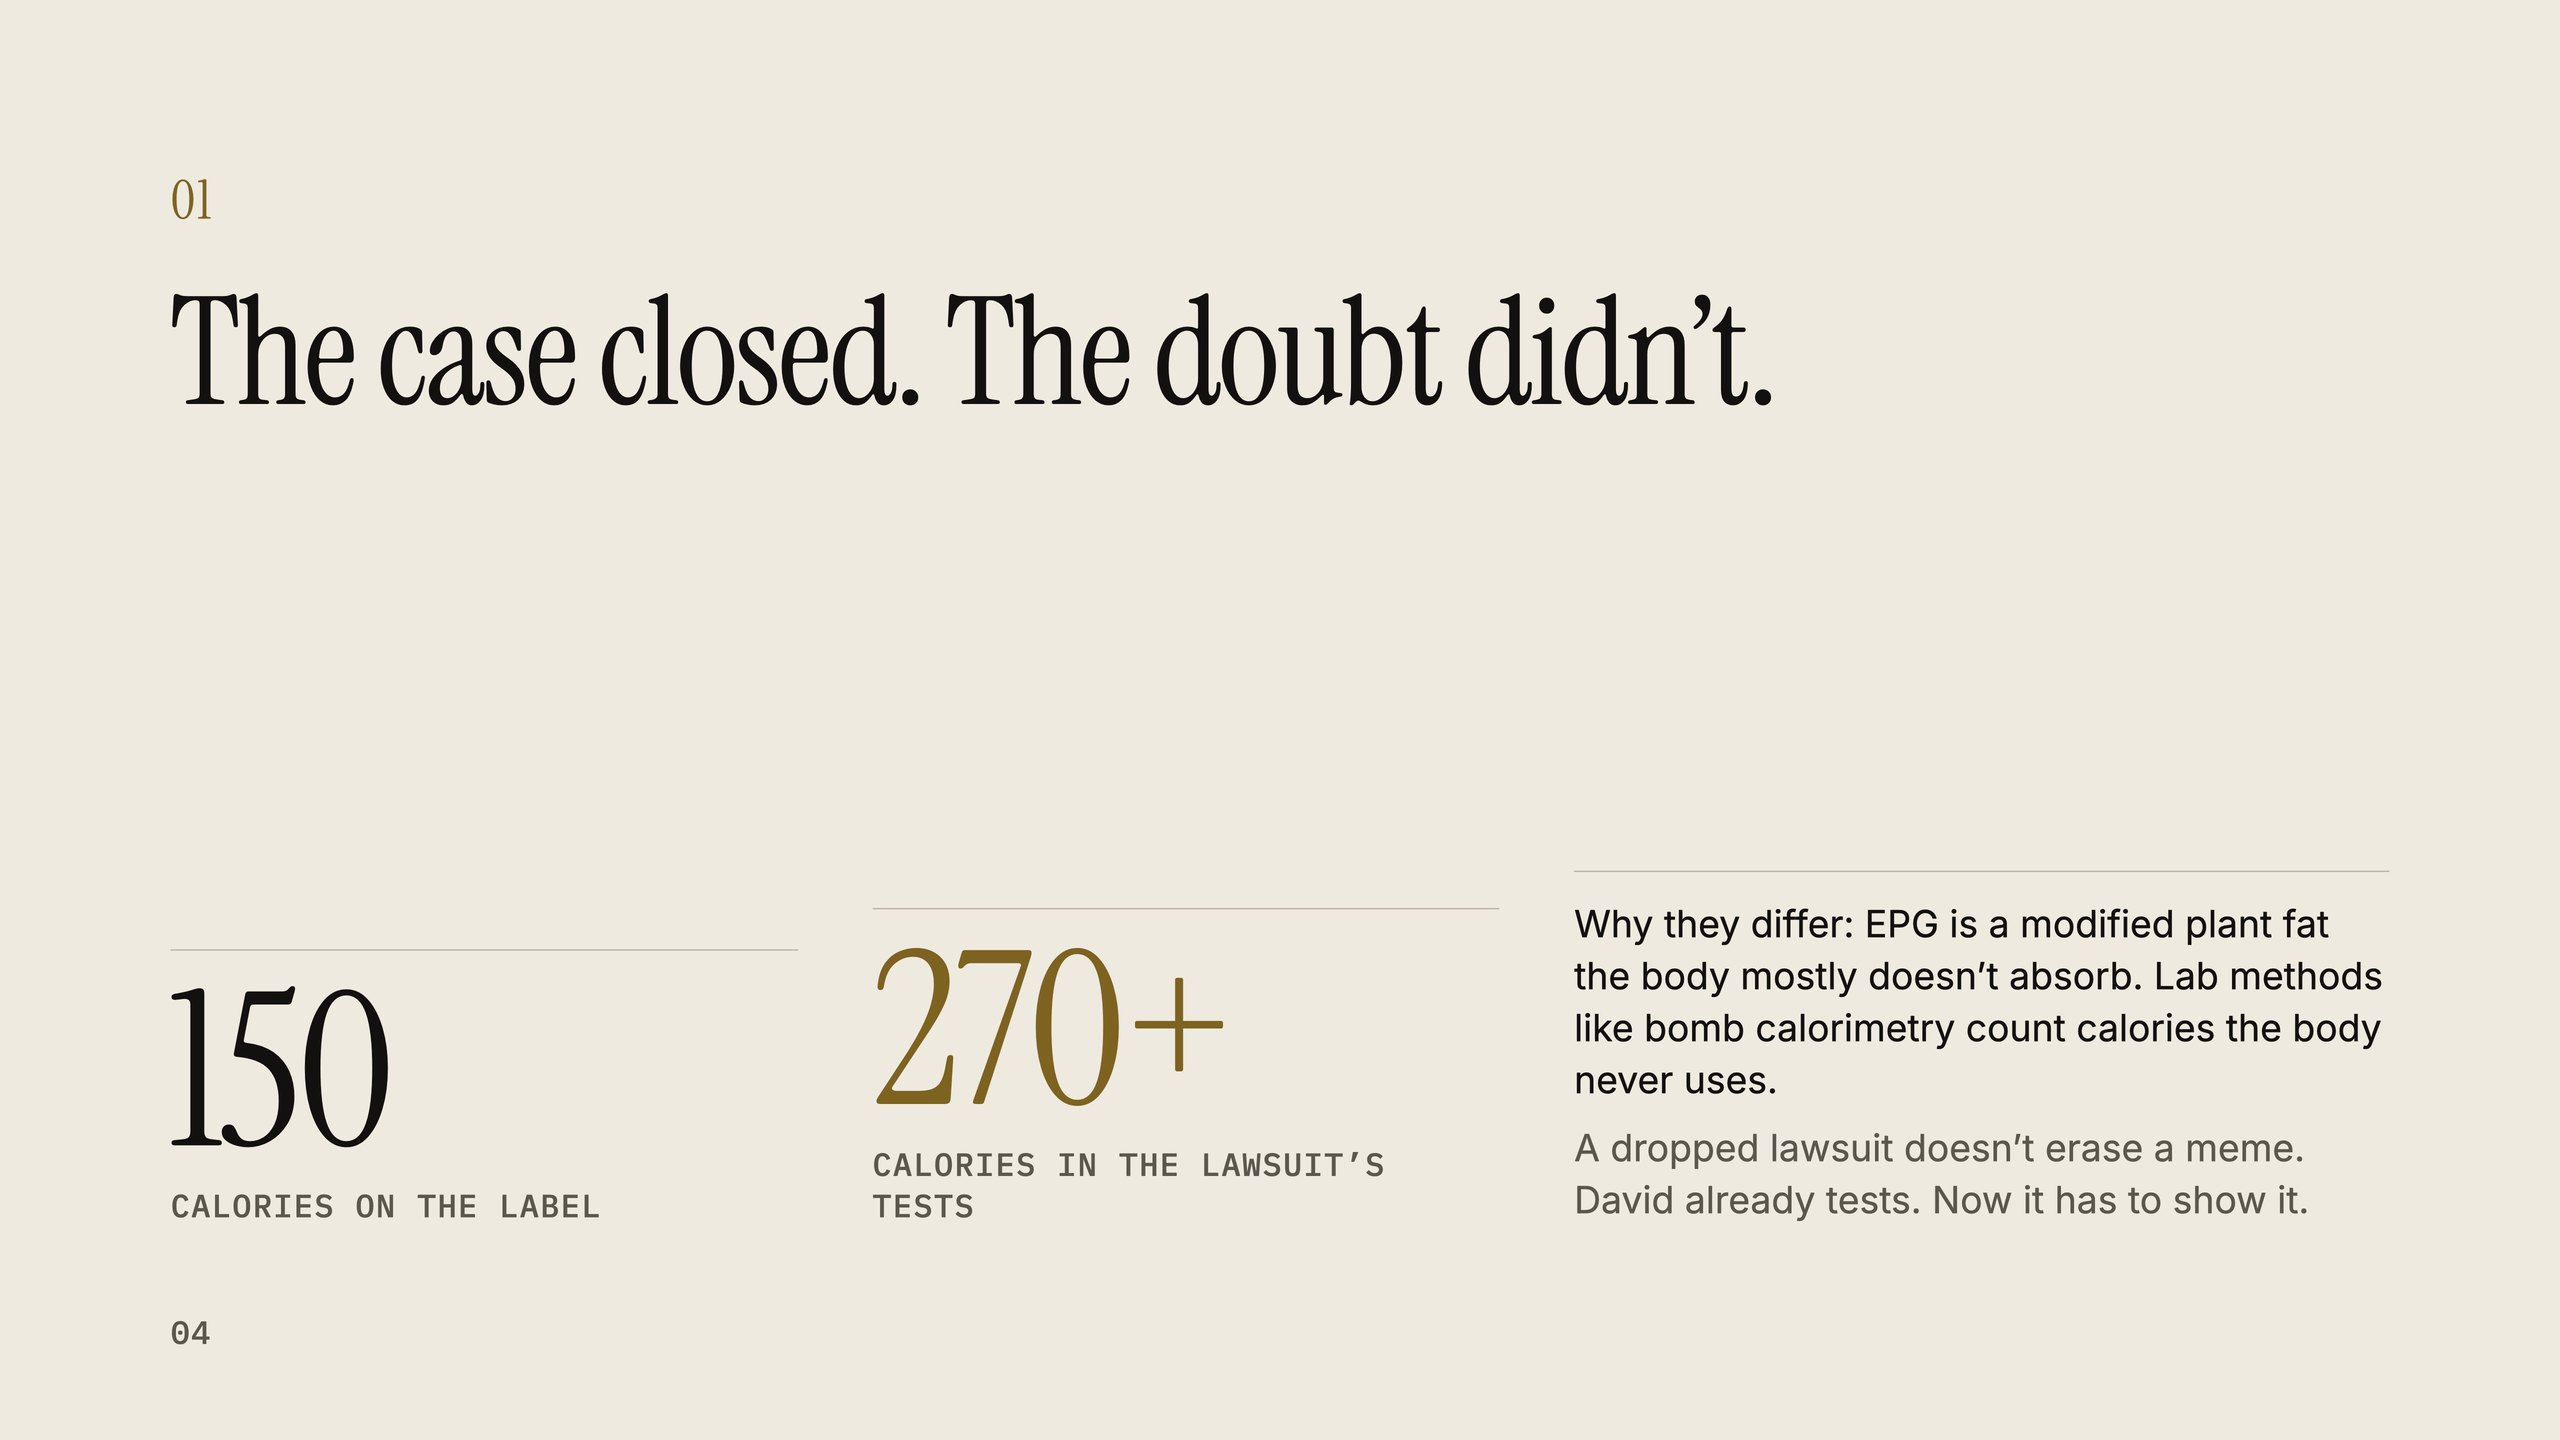 01
The case closed. The doubt didn’t.
150
CALORIES ON THE LABEL
270+
CALORIES IN THE LAWSUIT’S
TESTS
Why they differ: EPG is a modified plant fat
the body mostly doesn’t absorb. Lab methods
like bomb calorimetry count calories the body
never uses.
A dropped lawsuit doesn’t erase a meme.
David already tests. Now it has to show it.
04